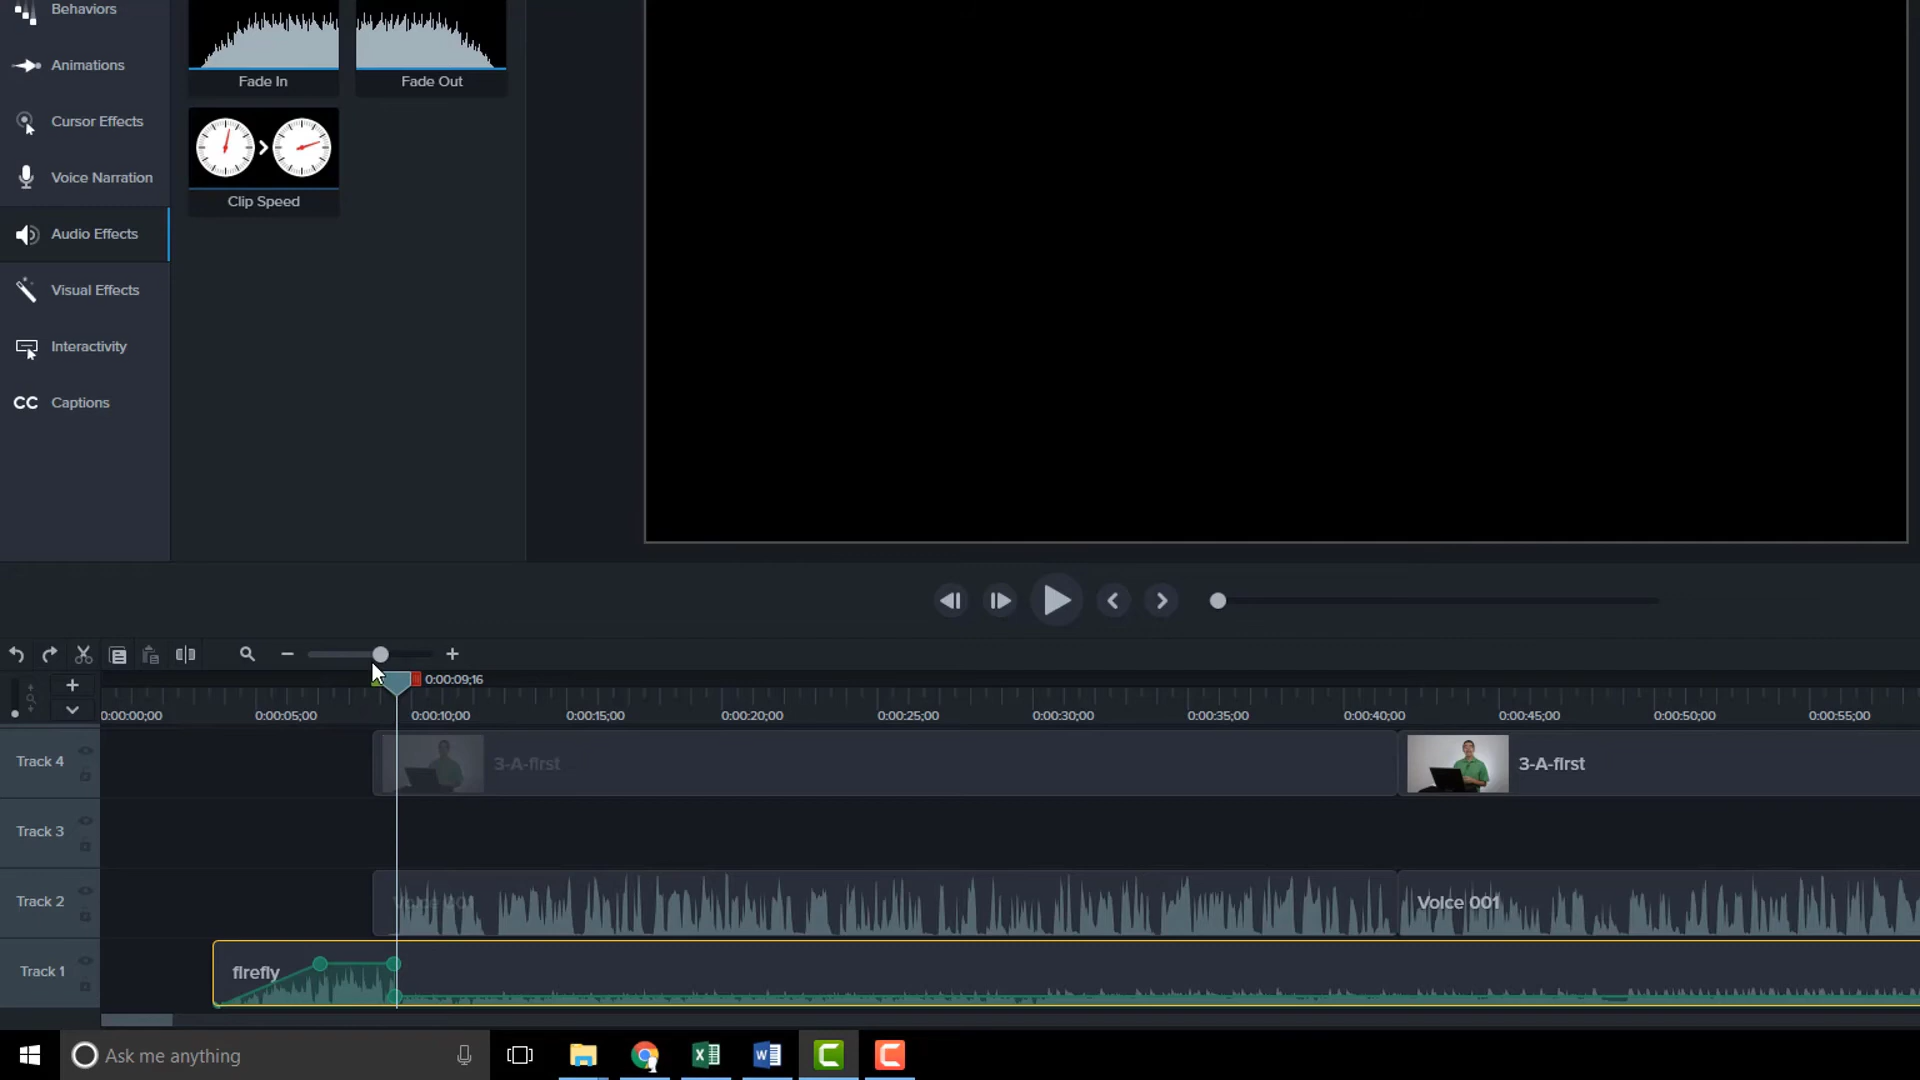 Behaviors
Fade In
Fade Out
Animations
Cursor Effects
Voice Narration
Clip Speed
Audio Effects
Visual Effects
Interactivity
CC Captions
0:00:09;16
0:00:00;00 0:00:05;00 0:00:10;00 0:00:15;00 0:00:20;00 0:00:25;00 0:00:30;00 0:00:35;00 0:00:40;00 0:00:45;00 0:00:50;00 0:00:55;00
Track 4
3-A-first
3-A-first
Track 3
Track 2
Voice 001
Voice 001
Track 1
firefly
Ask me anything